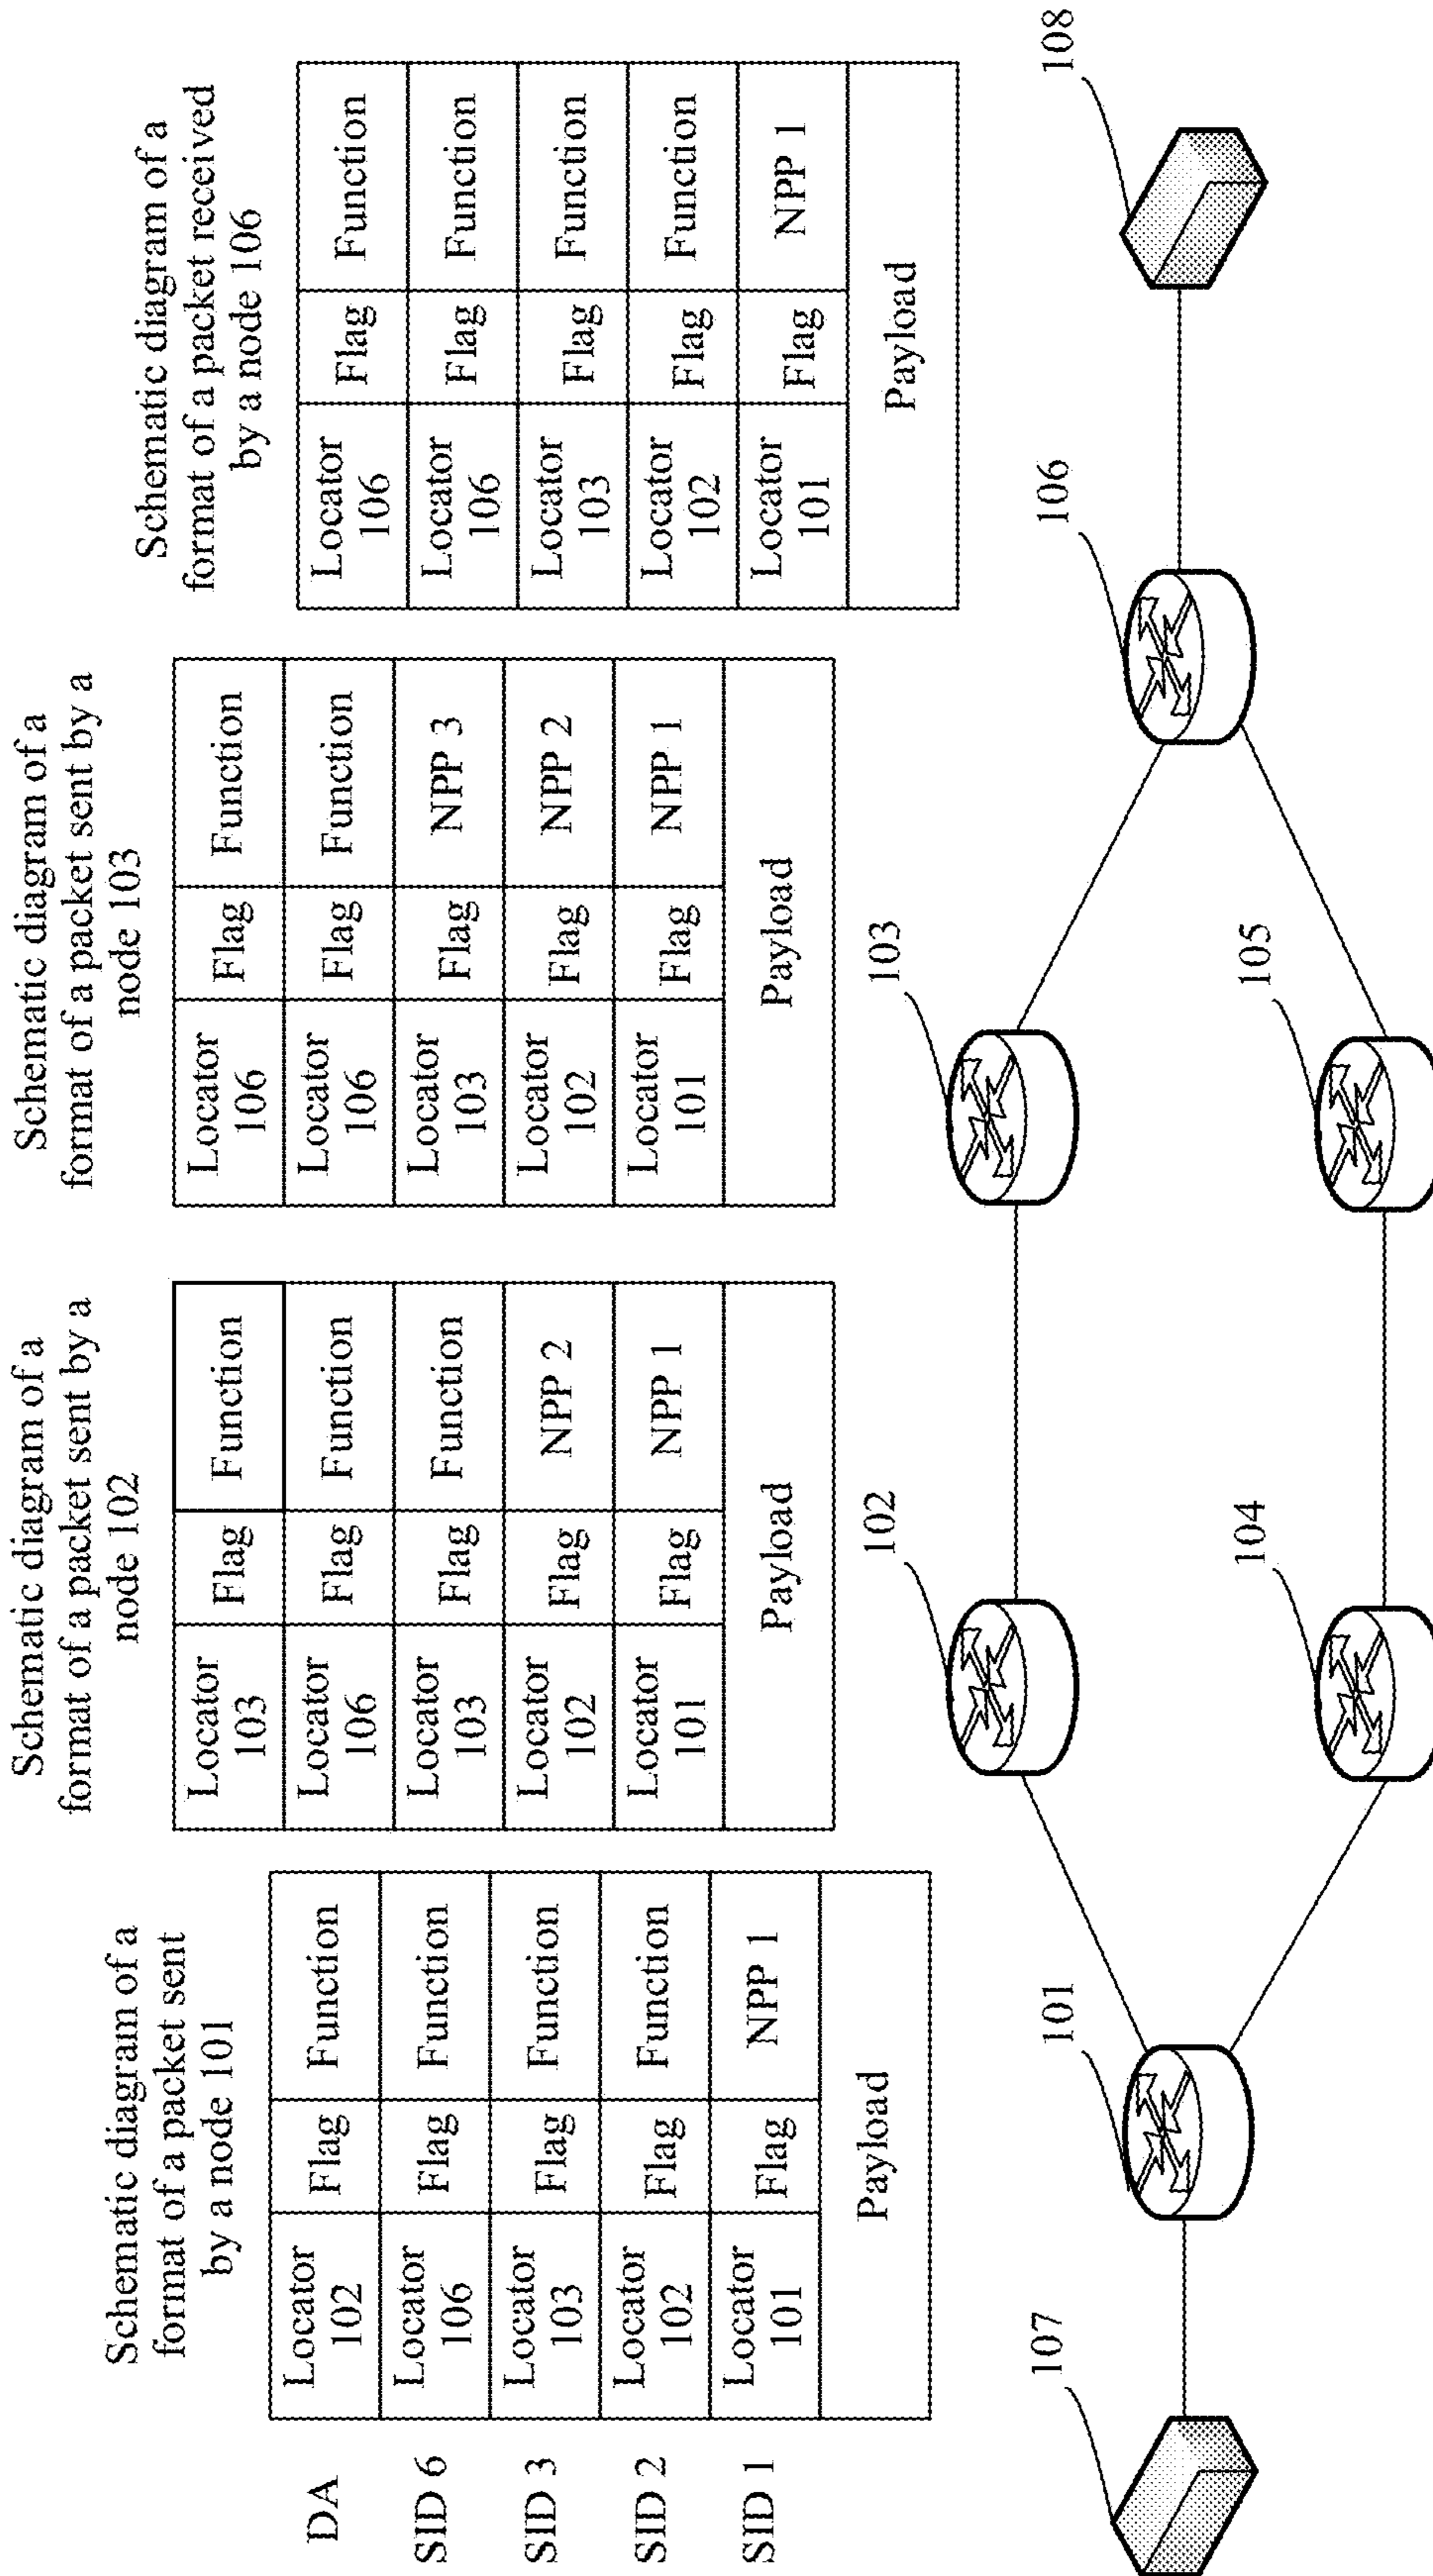 Schematic diagram of a
format of a packet sent
by a node 101
DA
Locator 102 Flag Function
SID 6
Locator 106 Flag Function
SID 3
Locator 103 Flag Function
SID 2
Locator 102 Flag Function
SID 1
Locator 101 Flag NPP 1
Payload
Schematic diagram of a
format of a packet sent by a
node 102
Locator 103 Flag Function
Locator 106 Flag Function
Locator 103 Flag Function
Locator 102 Flag NPP 2
Locator 101 Flag NPP 1
Payload
Schematic diagram of a
format of a packet sent by a
node 103
Locator 106 Flag Function
Locator 106 Flag Function
Locator 103 Flag NPP 3
Locator 102 Flag NPP 2
Locator 101 Flag NPP 1
Payload
Schematic diagram of a
format of a packet received
by a node 106
Locator 106 Flag Function
Locator 106 Flag Function
Locator 103 Flag Function
Locator 102 Flag Function
Locator 101 Flag NPP 1
Payload
107
101
102
103
104
105
106
108